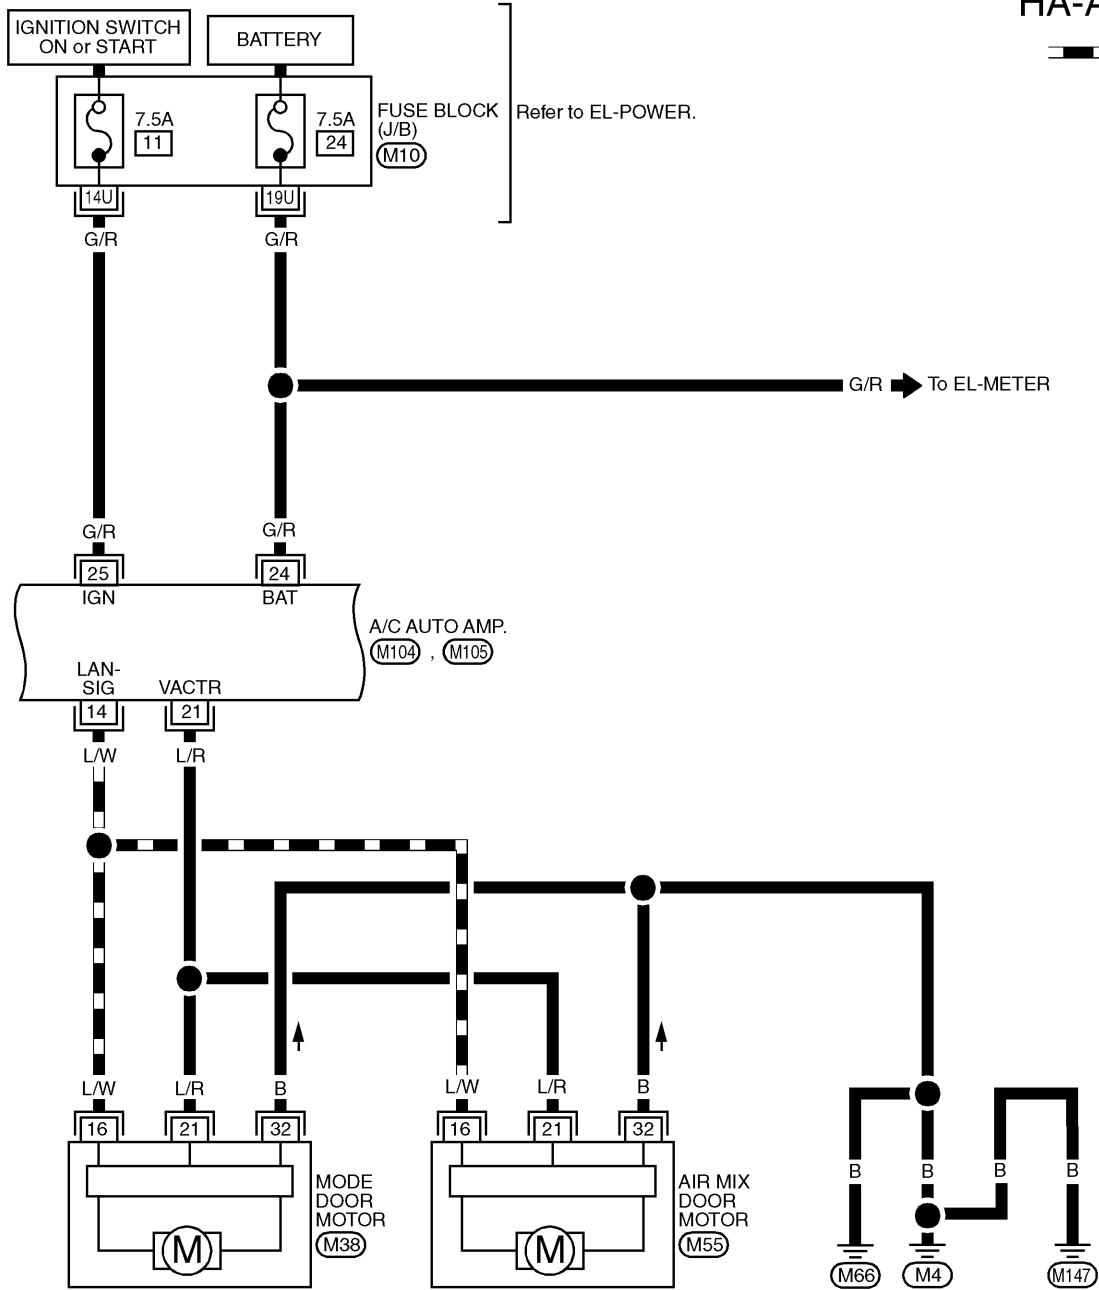 HA-A
IGNITION SWITCH
ON or START
BATTERY
7.5A
11
7.5A
24
FUSE BLOCK
(J/B)
M10
Refer to EL-POWER.
14U
19U
G/R
G/R
G/R
To EL-METER
G/R
G/R
25
24
IGN
BAT
A/C AUTO AMP.
M104 , M105
LAN-
SIG
VACTR
14
21
L/W
L/R
L/W
L/R
B
L/W
L/R
B
16
21
32
16
21
32
MODE
DOOR
MOTOR
M38
M
AIR MIX
DOOR
MOTOR
M55
M
B
B
B
B
M66
M4
M147